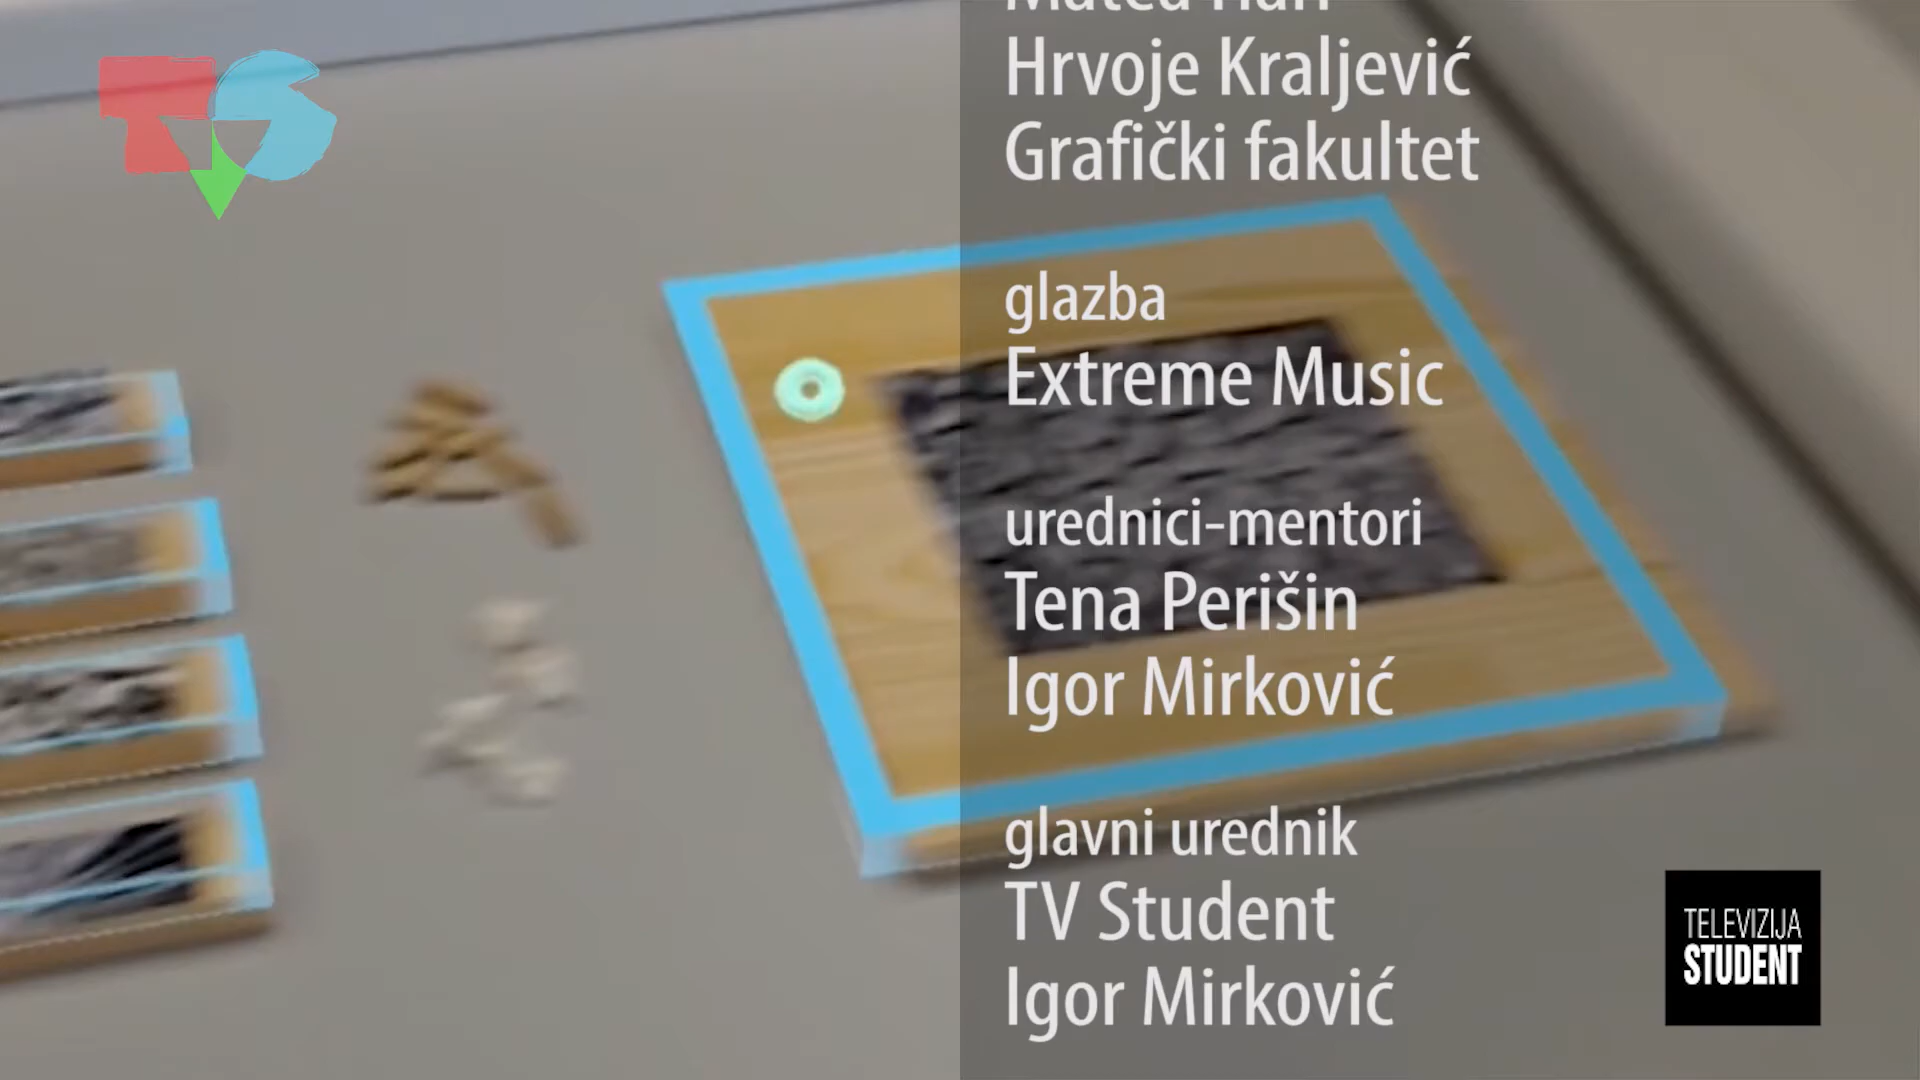 Hrvoje Kraljević
Grafički fakultet
glazba
Extreme Music
urednici-mentori
Tena Perišin
Igor Mirković
glavni urednik
TV Student
Igor Mirković
TELEVIZIJA
STUDENT